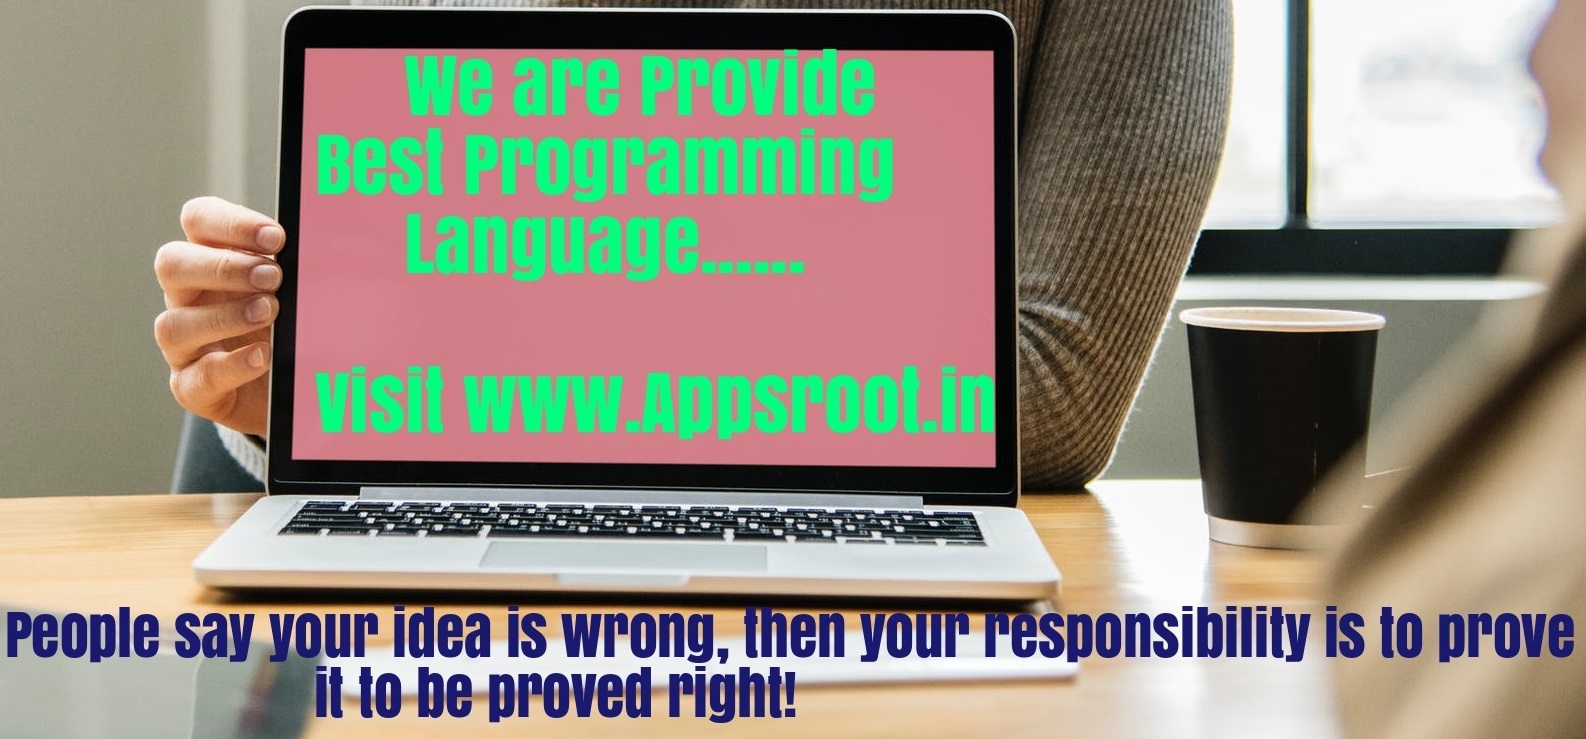 We are Provide
Best Programming
Language......
Visit www.Appsroot.in
People say your idea is wrong, then your responsibility is to prove
it to be proved right!